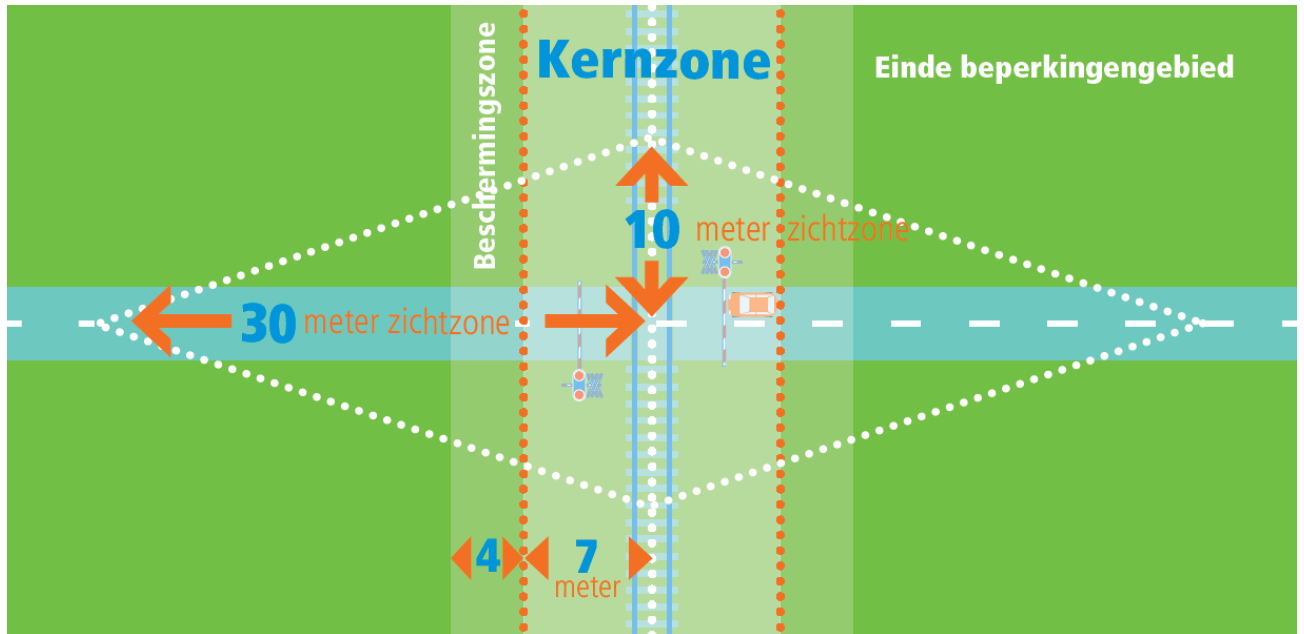 Kernzone
Beschermingszone
Einde beperkingengebied
10 meter zichtzone
30 meter zichtzone
4
7
meter